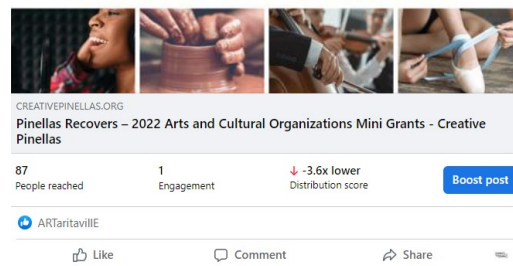 CREATIVEPINELLAS.ORG
Pinellas Recovers – 2022 Arts and Cultural Organizations Mini Grants - Creative
Pinellas
87 1 ↓ -3.6x lower
People reached Engagement Distribution score Boost post
ARTaritavillE
Like Comment Share